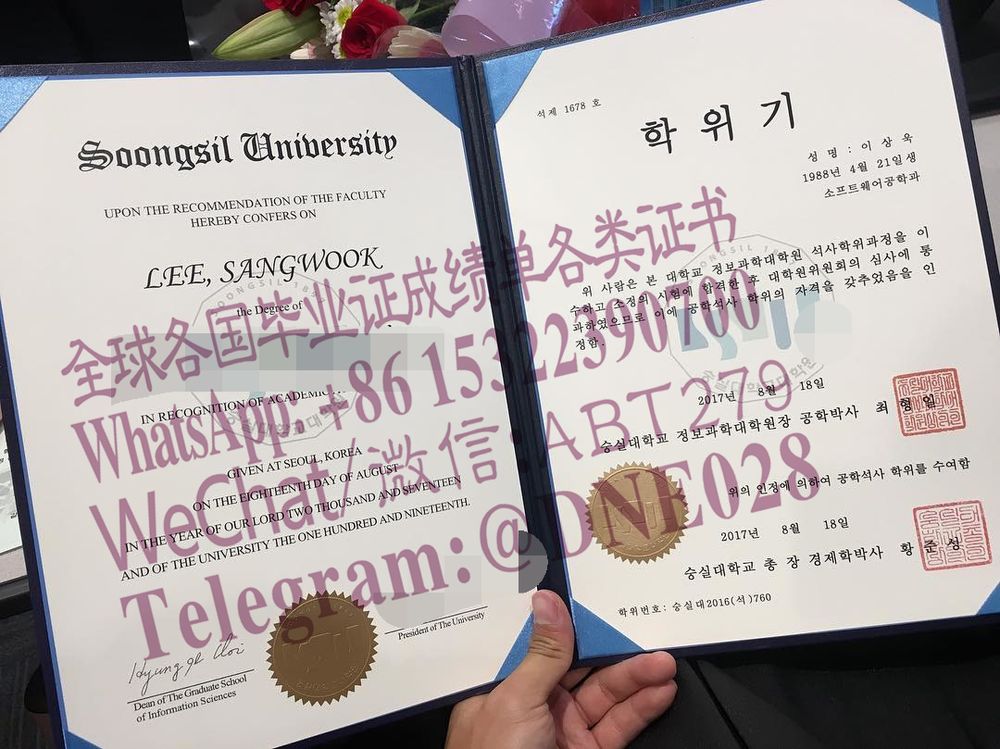 Soongsil University
UPON THE RECOMMENDATION OF THE FACULTY
HEREBY CONFERS ON
LEE, SANGWOOK
the Degree of
IN RECOGNITION OF ACADEMIC
GIVEN AT SEOUL, KOREA
ON THE EIGHTEENTH DAY OF AUGUST
IN THE YEAR OF OUR LORD TWO THOUSAND AND SEVENTEEN
AND OF THE UNIVERSITY THE ONE HUNDRED AND NINETEENTH.
Dean of The Graduate School
of Information Sciences
President of The University
석제 1678 호
학위기
성명 : 이상욱
1988년 4월 21일생
소프트웨어공학과
위 사람은 본 대학교 정보과학대학원 석사학위과정을 이
수하고 소정의 시험에 합격한 후 대학원위원회의 심사에 통
과하였으므로 이에 공학석사 학위의 자격을 갖추었음을 인
정함.
2017년 8월 18일
숭실대학교 정보과학대학원장 공학박사 최형일
위의 인정에 의하여 공학석사 학위를 수여함
2017년 8월 18일
숭실대학교 총장 경제학박사 황준성
학위번호: 숭실대2016(석)760
全球各国毕业证成绩单各类证书
WhatsApp: +86 15322390700
WeChat/微信:ABT279
Telegram:@DNE028